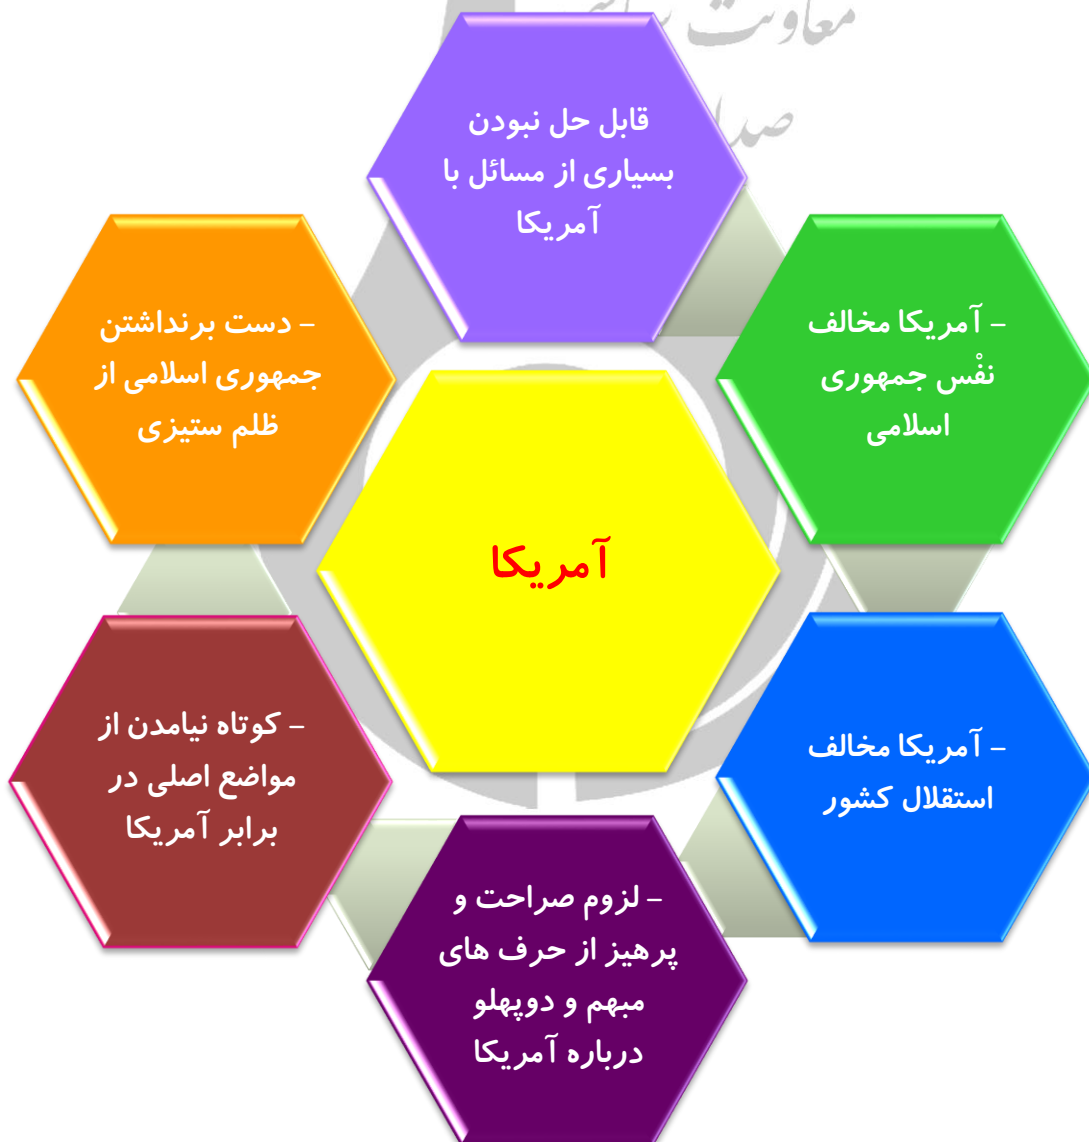 معاونت
صدا
قابل حل نبودن
بسیاری از مسائل با
آمریکا
– آمریکا مخالف
نفْس جمهوری
اسلامی
– آمریکا مخالف
استقلال کشور
– لزوم صراحت و
پرهیز از حرف های
مبهم و دوپهلو
درباره آمریکا
– کوتاه نیامدن از
مواضع اصلی در
برابر آمریکا
– دست برنداشتن
جمهوری اسلامی از
ظلم ستیزی
آمریکا